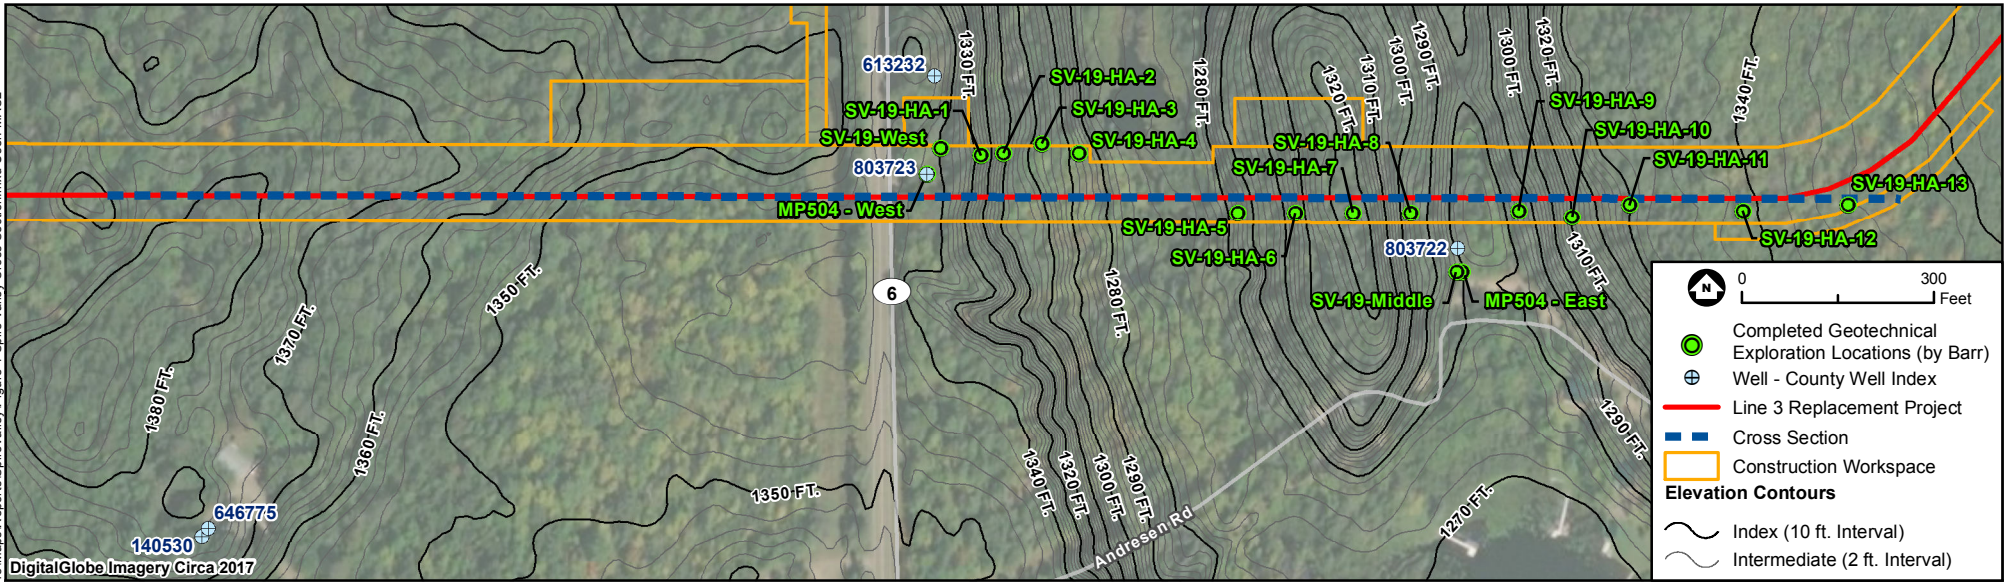 613232
1330 FT.
SV-19-HA-2
SV-19-HA-1
SV-19-HA-3
SV-19-West
SV-19-HA-4
803723
MP504 - West
1280 FT.
1320 FT.
1310 FT.
1300 FT.
1290 FT.
1300 FT.
1320 FT.
1340 FT.
SV-19-HA-9
SV-19-HA-8
SV-19-HA-10
SV-19-HA-7
SV-19-HA-11
SV-19-HA-13
SV-19-HA-5
SV-19-HA-6
SV-19-HA-12
803722
SV-19-Middle
MP504 - East
1310 FT.
1280 FT.
6
1350 FT.
1370 FT.
1380 FT.
1360 FT.
1350 FT.
1340 FT.
1320 FT.
1300 FT.
1290 FT.
1290 FT.
1270 FT.
Andresen Rd
646775
140530
DigitalGlobe Imagery Circa 2017
N
0 300
Feet
Completed Geotechnical
Exploration Locations (by Barr)
Well - County Well Index
Line 3 Replacement Project
Cross Section
Construction Workspace
Elevation Contours
Index (10 ft. Interval)
Intermediate (2 ft. Interval)